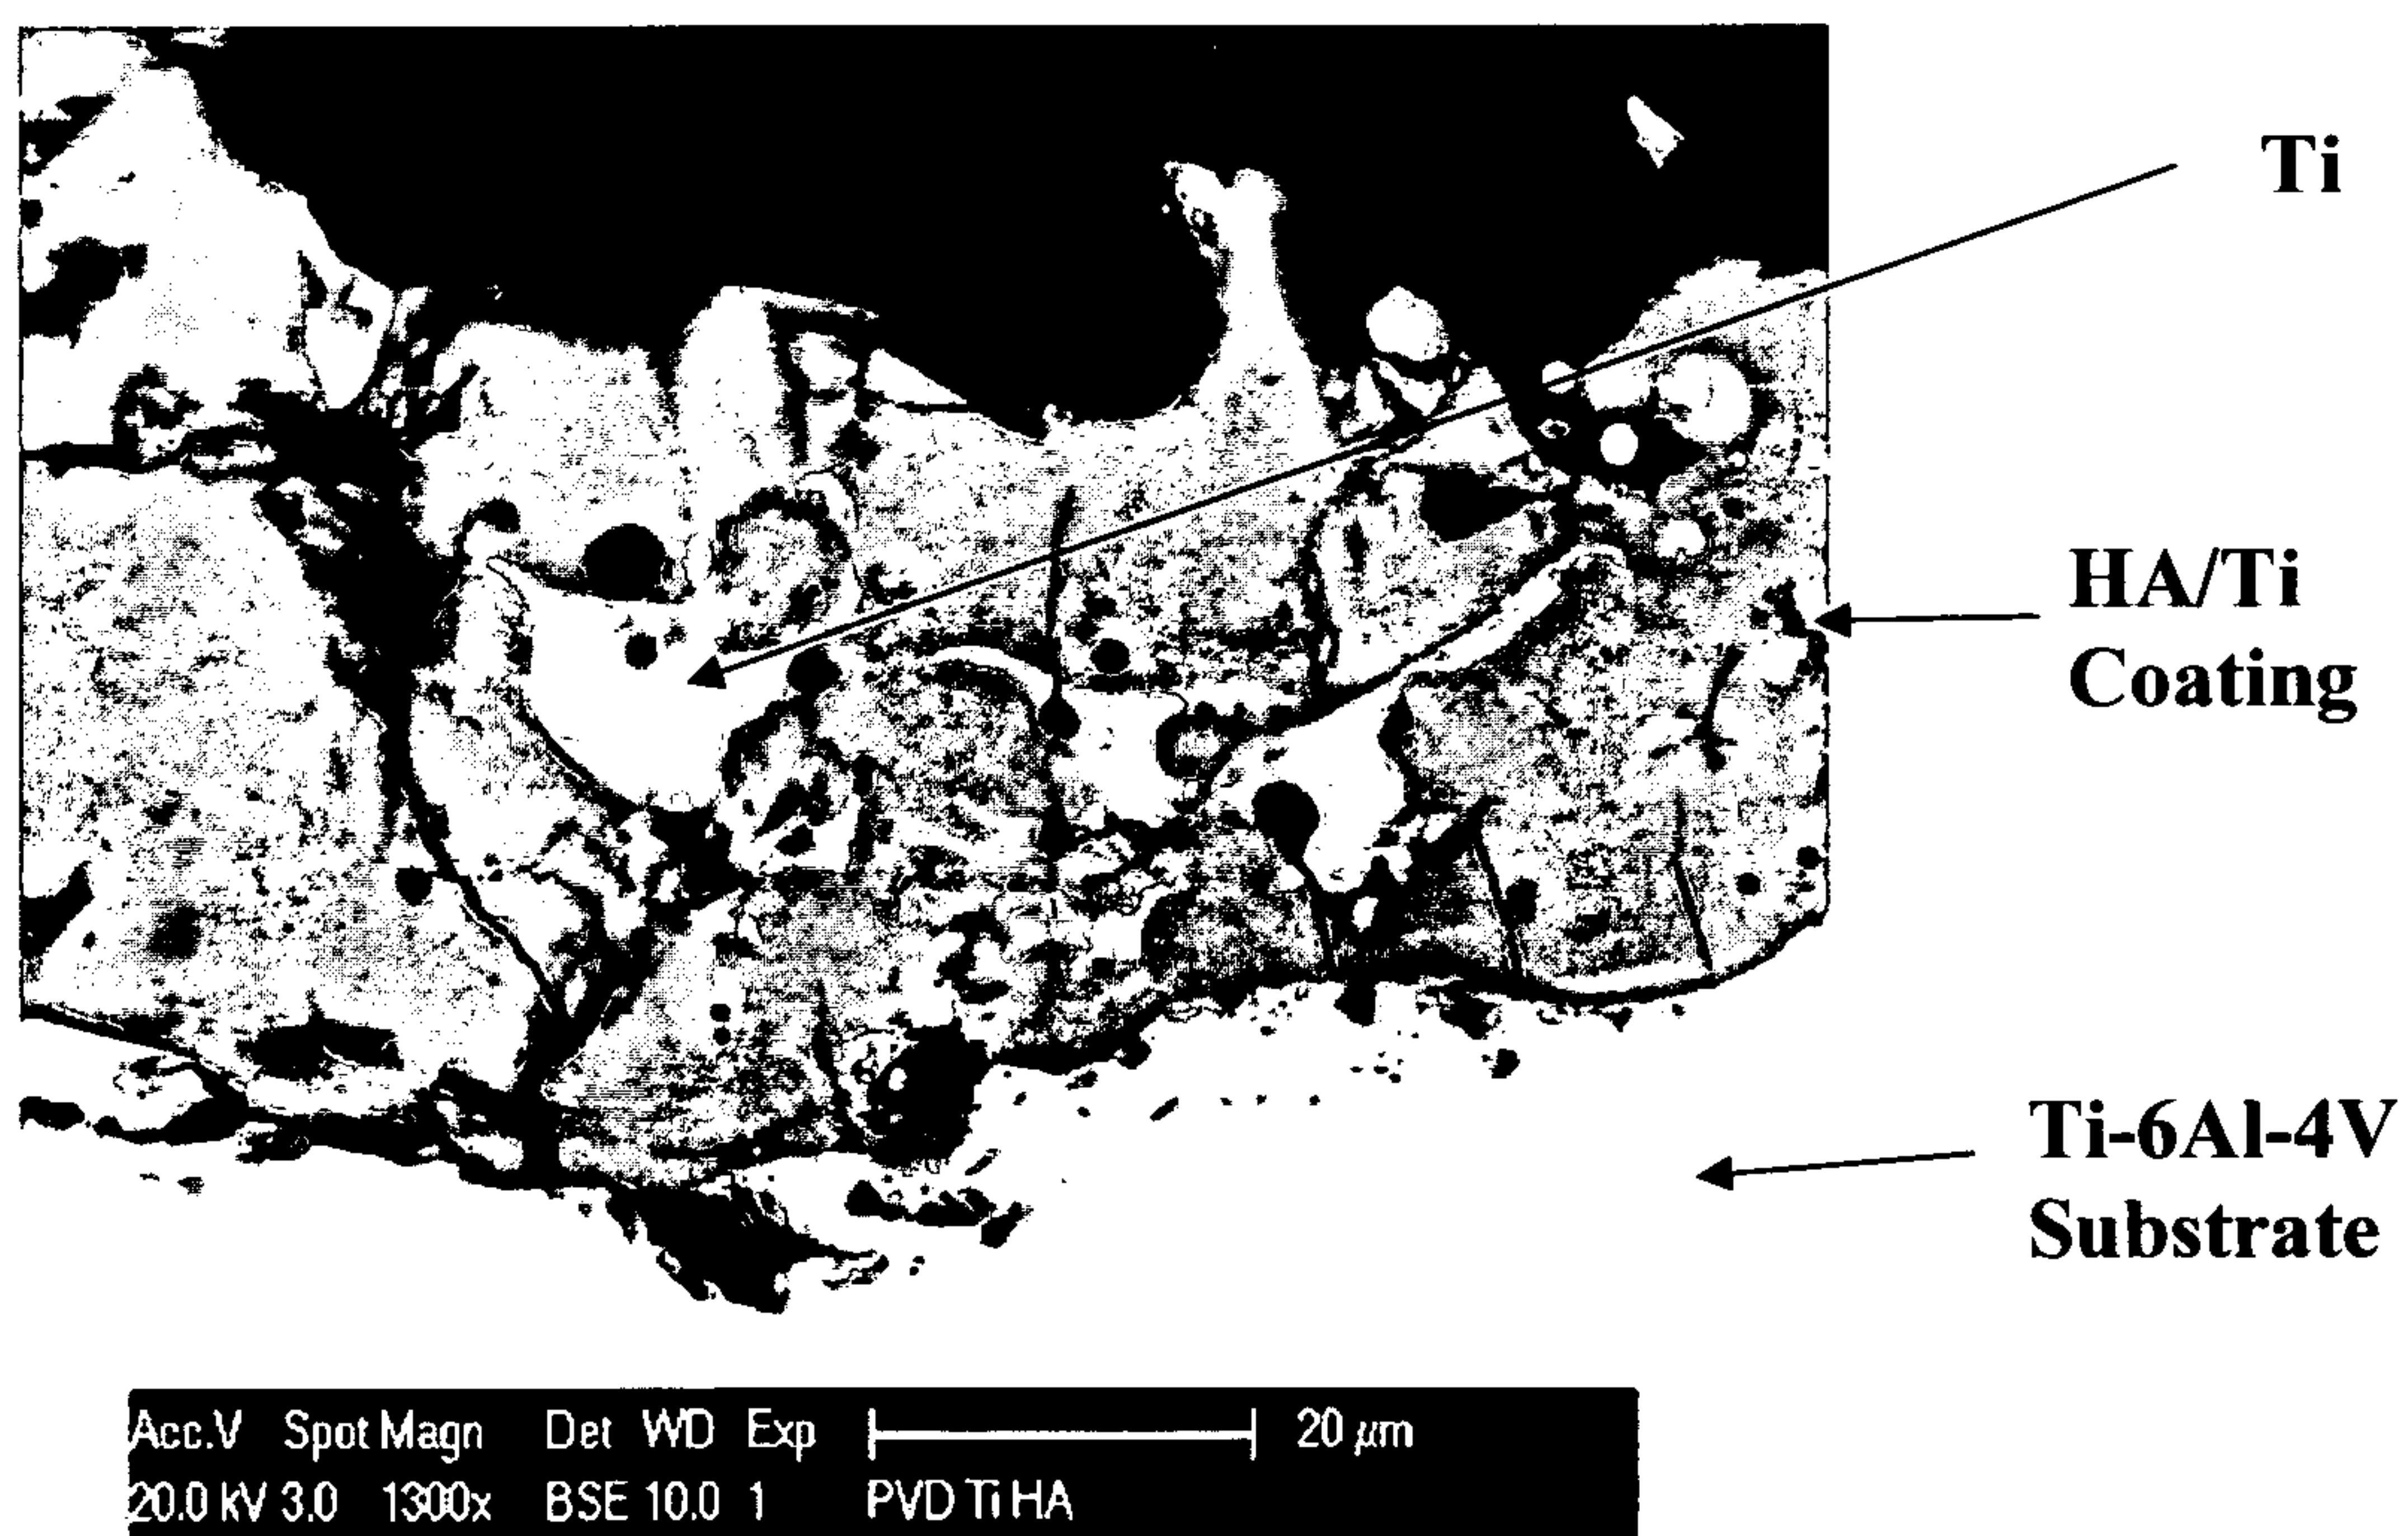 Ti
HA/Ti
Coating
Ti-6Al-4V
Substrate
Acc.V Spot Magn Det WD Exp 20 μm
20.0 kV 3.0 1300x BSE 10.0 1 PVD Ti HA